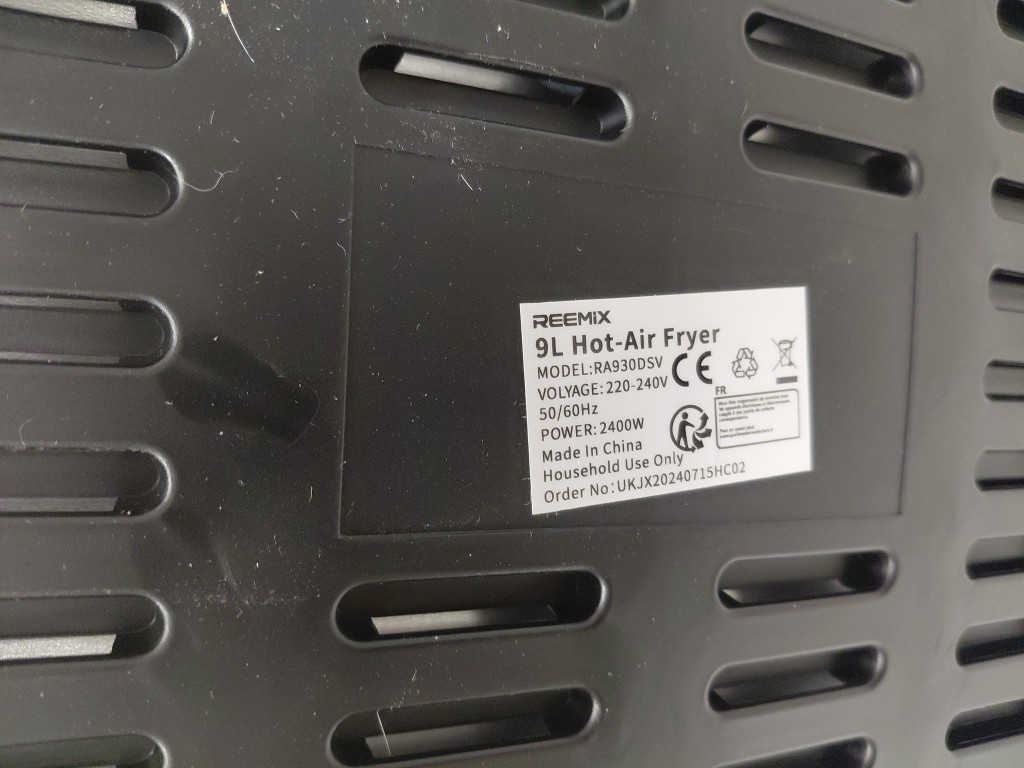 REEMiX
9L Hot-Air Fryer
MODEL:RA930DSV
VOLYAGE:220-240V
50/60Hz
POWER:2400W
Made In China
Household Use Only
Order No:UKJX20240715HC02
CE
FR